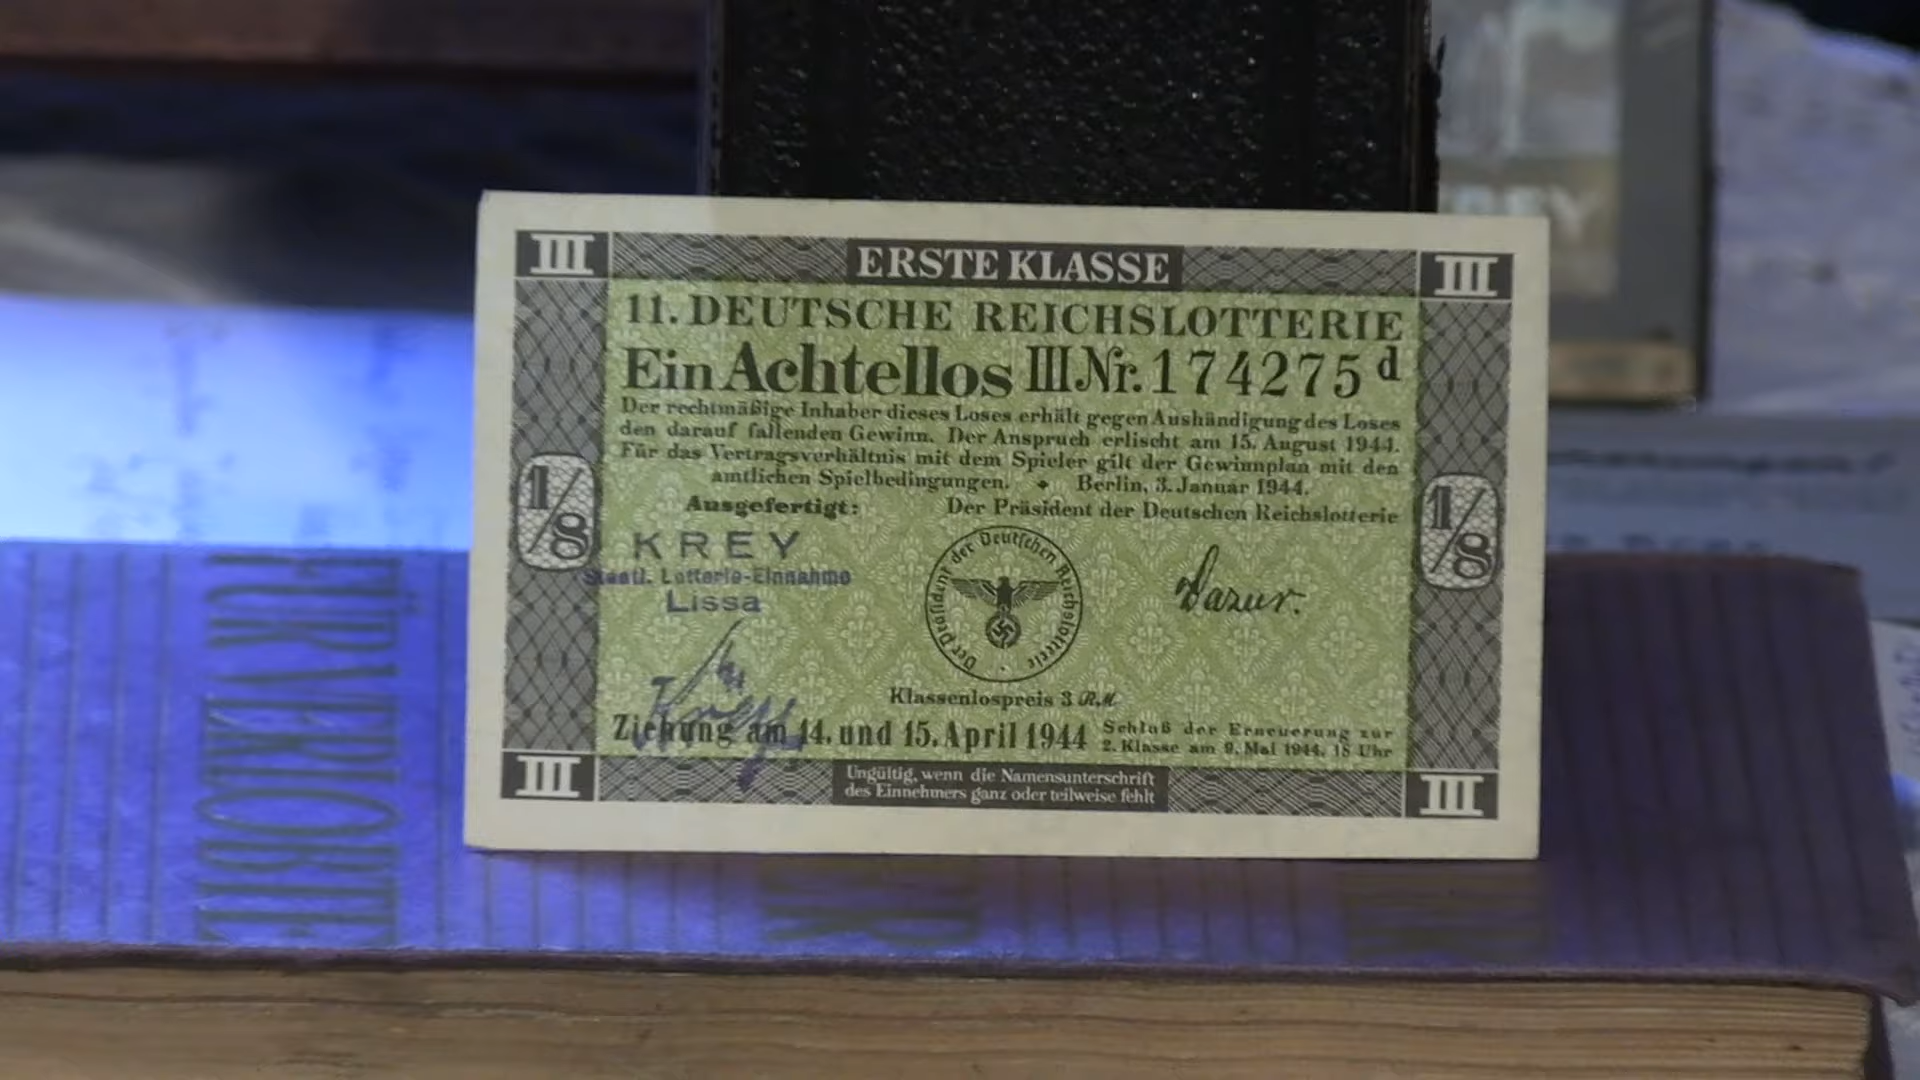 III ERSTE KLASSE III
11. DEUTSCHE REICHSLOTTERIE
Ein Achtellos III Nr. 174275 d
Der rechtmäßige Inhaber dieses Loses erhält gegen Aushändigung des Loses
den darauf fallenden Gewinn. Der Anspruch erlischt am 15. August 1944.
Für das Vertragsverhältnis mit dem Spieler gilt der Gewinnplan mit den
amtlichen Spielbedingungen. Berlin, 3. Januar 1944.
Ausgefertigt: Der Präsident der Deutschen Reichslotterie
1/8
1/8
KREY
Staatl. Lotterie-Einnahme
Lissa
Der Präsident der Deutschen Reichslotterie
Klassenlospreis 3 RM
Ziehung am 14. und 15. April 1944
Schluß der Erneuerung zur
2. Klasse am 9. Mai 1944, 18 Uhr
III
III
Ungültig, wenn die Namensunterschrift
des Einnehmers ganz oder teilweise fehlt
FÜR VERLOBTE